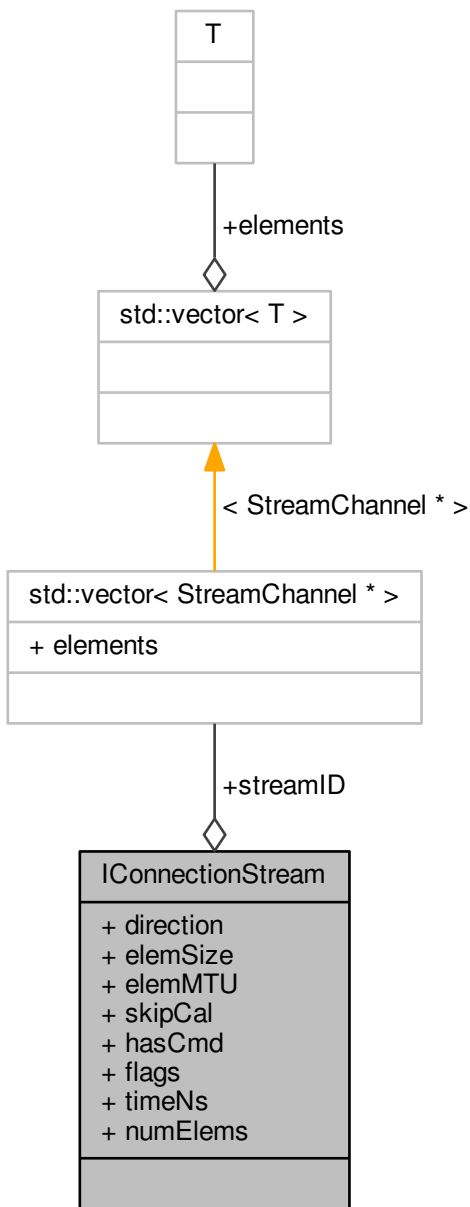 T
+elements
std::vector< T >
< StreamChannel * >
std::vector< StreamChannel * >
+ elements
+streamID
IConnectionStream
+ direction
+ elemSize
+ elemMTU
+ skipCal
+ hasCmd
+ flags
+ timeNs
+ numElems